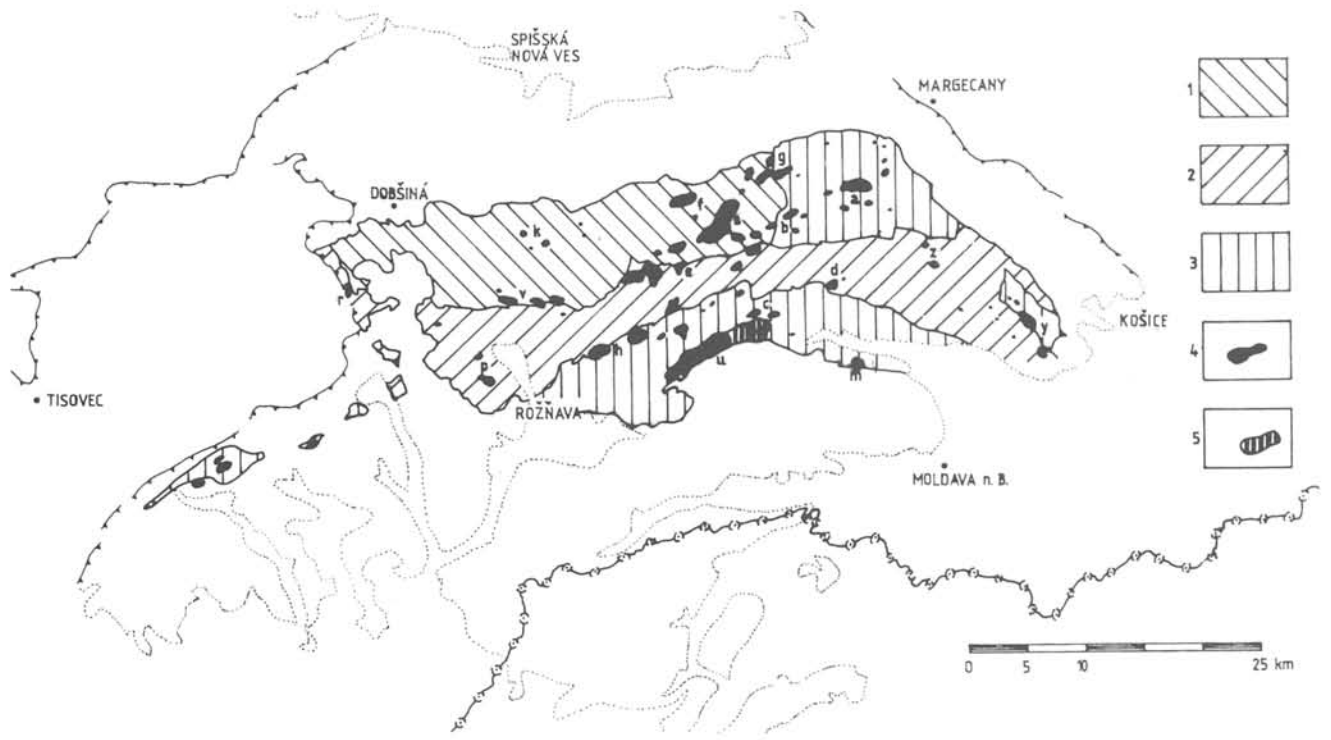 SPIŠSKÁ
NOVÁ VES
MARGECANY
DOBŠINÁ
KOŠICE
TISOVEC
ROŽŇAVA
MOLDAVA n. B.
g
f
s
a
k
b
e
z
d
v
r
c
y
h
u
p
m
1
2
3
4
5
0 5 10 25 km